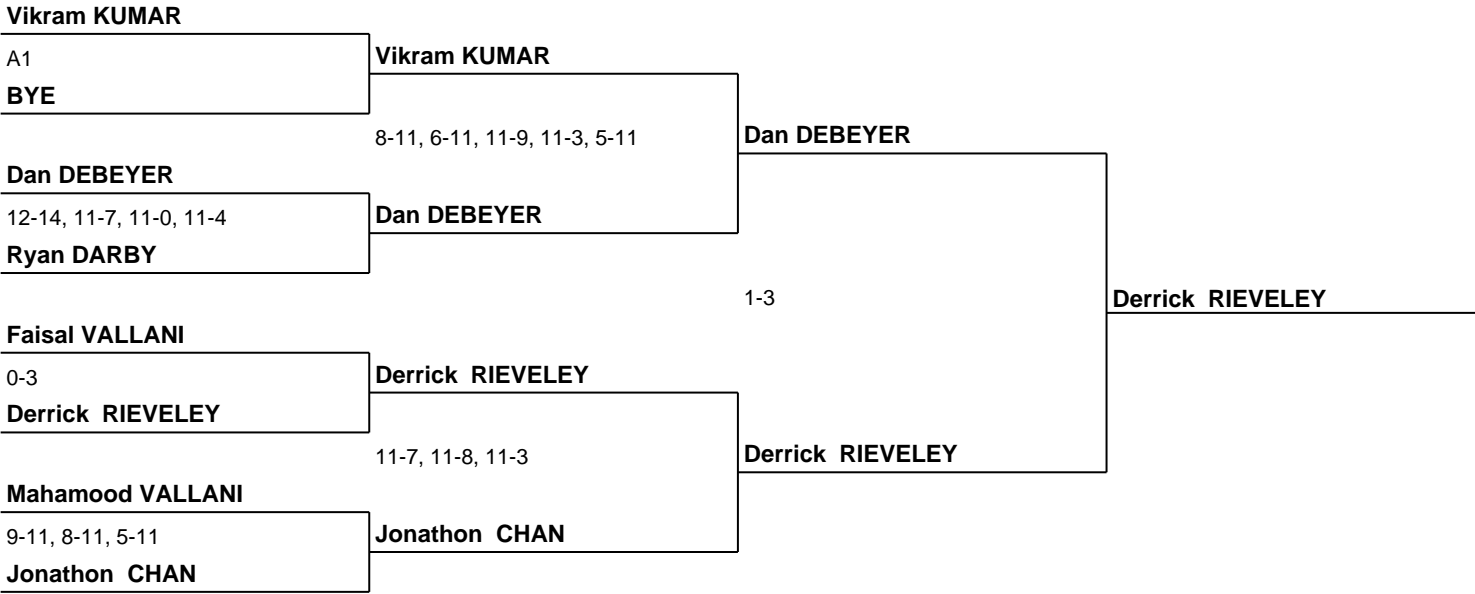 Vikram KUMAR
A1
Vikram KUMAR
BYE
8-11, 6-11, 11-9, 11-3, 5-11
Dan DEBEYER
Dan DEBEYER
12-14, 11-7, 11-0, 11-4
Dan DEBEYER
Ryan DARBY
1-3
Derrick  RIEVELEY
Faisal VALLANI
0-3
Derrick  RIEVELEY
Derrick  RIEVELEY
11-7, 11-8, 11-3
Derrick  RIEVELEY
Mahamood VALLANI
9-11, 8-11, 5-11
Jonathon  CHAN
Jonathon  CHAN